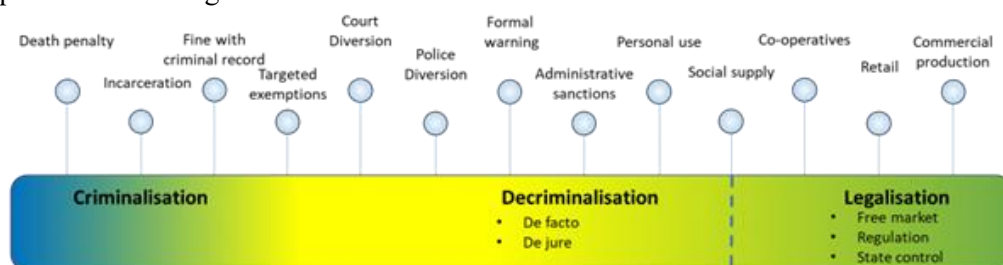 Death penalty
Incarceration
Fine with
criminal record
Targeted
exemptions
Court
Diversion
Police
Diversion
Formal
warning
Administrative
sanctions
Personal use
Social supply
Co-operatives
Retail
Commercial
production
Criminalisation
Decriminalisation
• De facto
• De jure
Legalisation
• Free market
• Regulation
• State control